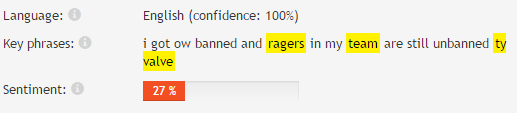 Language: English (confidence: 100%)
Key phrases: i got ow banned and ragers in my team are still unbanned ty
valve
Sentiment: 27 %